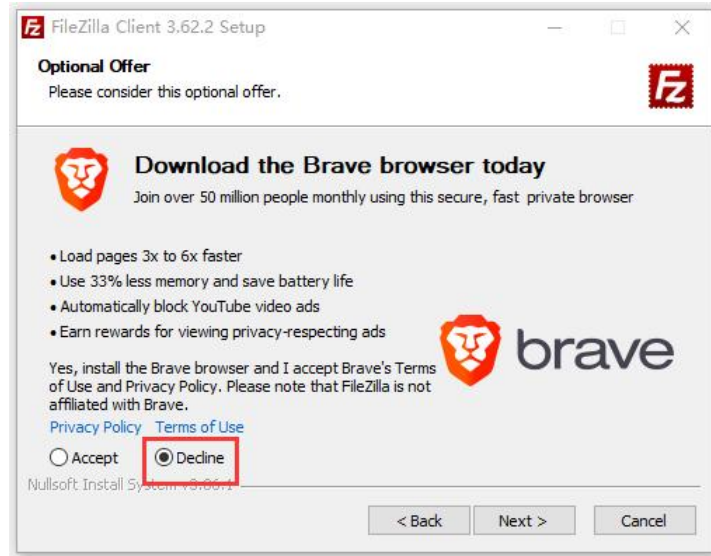 FileZilla Client 3.62.2 Setup
Optional Offer
Please consider this optional offer.
Fz
Download the Brave browser today
Join over 50 million people monthly using this secure, fast private browser
• Load pages 3x to 6x faster
• Use 33% less memory and save battery life
• Automatically block YouTube video ads
• Earn rewards for viewing privacy-respecting ads
brave
Yes, install the Brave browser and I accept Brave's Terms
of Use and Privacy Policy. Please note that FileZilla is not
affiliated with Brave.
Privacy Policy Terms of Use
Accept Decline
Nullsoft Install System v3.06.1
< Back Next > Cancel